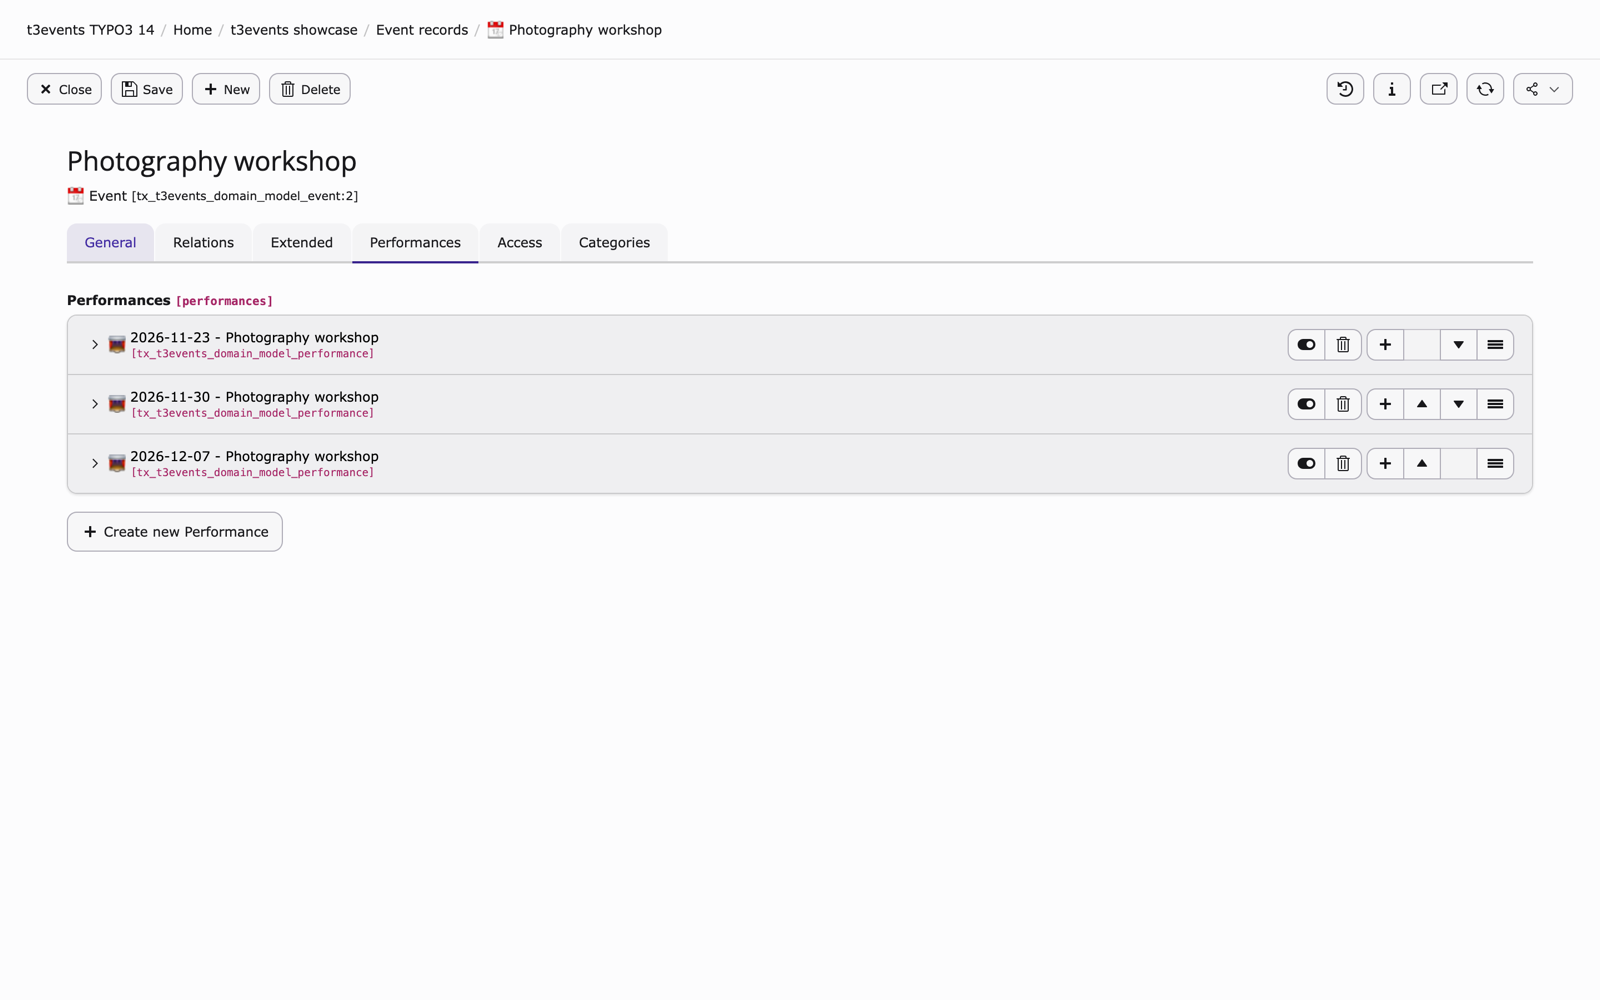 t3events TYPO3 14 / Home / t3events showcase / Event records / Photography workshop
Close Save New Delete
Photography workshop
Event [tx_t3events_domain_model_event:2]
General Relations Extended Performances Access Categories
Performances [performances]
2026-11-23 - Photography workshop
[tx_t3events_domain_model_performance]
2026-11-30 - Photography workshop
[tx_t3events_domain_model_performance]
2026-12-07 - Photography workshop
[tx_t3events_domain_model_performance]
Create new Performance